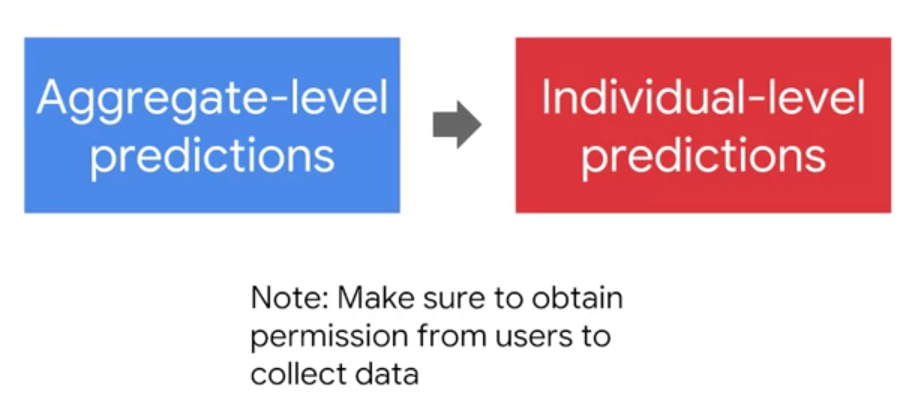 Aggregate-level
predictions
Individual-level
predictions
Note: Make sure to obtain
permission from users to
collect data